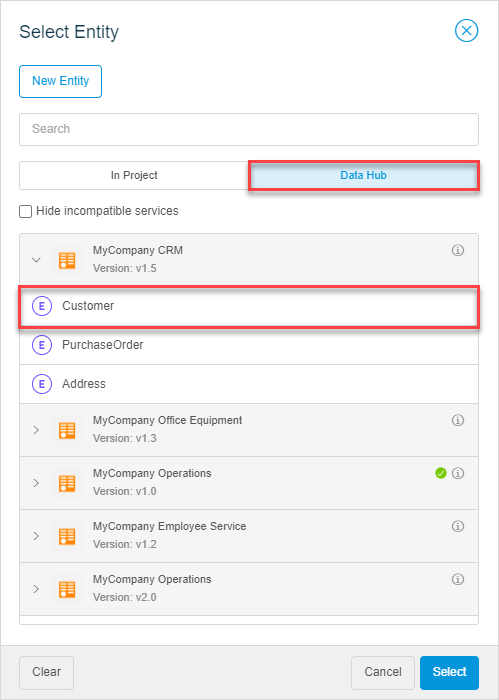 Select Entity
New Entity
Search
In Project
Data Hub
Hide incompatible services
MyCompany CRM
Version: v1.5
E Customer
E PurchaseOrder
E Address
MyCompany Office Equipment
Version: v1.3
MyCompany Operations
Version: v1.0
MyCompany Employee Service
Version: v1.2
MyCompany Operations
Version: v2.0
Clear
Cancel
Select